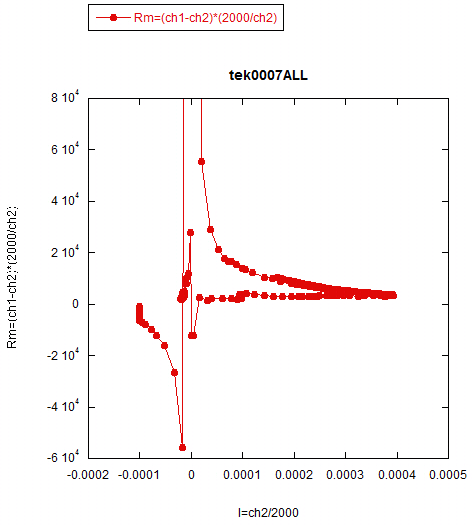 Rm=(ch1-ch2)*(2000/ch2)
tek0007ALL
8 10⁴
6 10⁴
4 10⁴
2 10⁴
0
-2 10⁴
-4 10⁴
-6 10⁴
Rm=(ch1-ch2)*(2000/ch2)
-0.0002 -0.0001 0 0.0001 0.0002 0.0003 0.0004 0.0005
I=ch2/2000